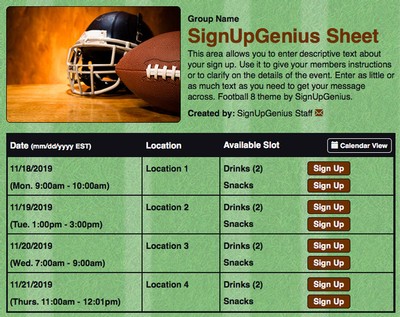 Group Name
SignUpGenius Sheet
This area allows you to enter descriptive text about
your sign up. Use it to give your members instructions
or to clarify on the details of the event. Enter as little or
as much text as you need to get your message
across. Football 8 theme by SignUpGenius.
Created by: SignUpGenius Staff
Date (mm/dd/yyyy EST) Location Available Slot Calendar View
11/18/2019 Location 1 Drinks (2) Sign Up
(Mon. 9:00am - 10:00am) Snacks Sign Up
11/19/2019 Location 2 Drinks (2) Sign Up
(Tue. 1:00pm - 3:00pm) Snacks Sign Up
11/20/2019 Location 3 Drinks (2) Sign Up
(Wed. 7:00am - 9:00am) Snacks Sign Up
11/21/2019 Location 4 Drinks (2) Sign Up
(Thurs. 11:00am - 12:01pm) Snacks Sign Up